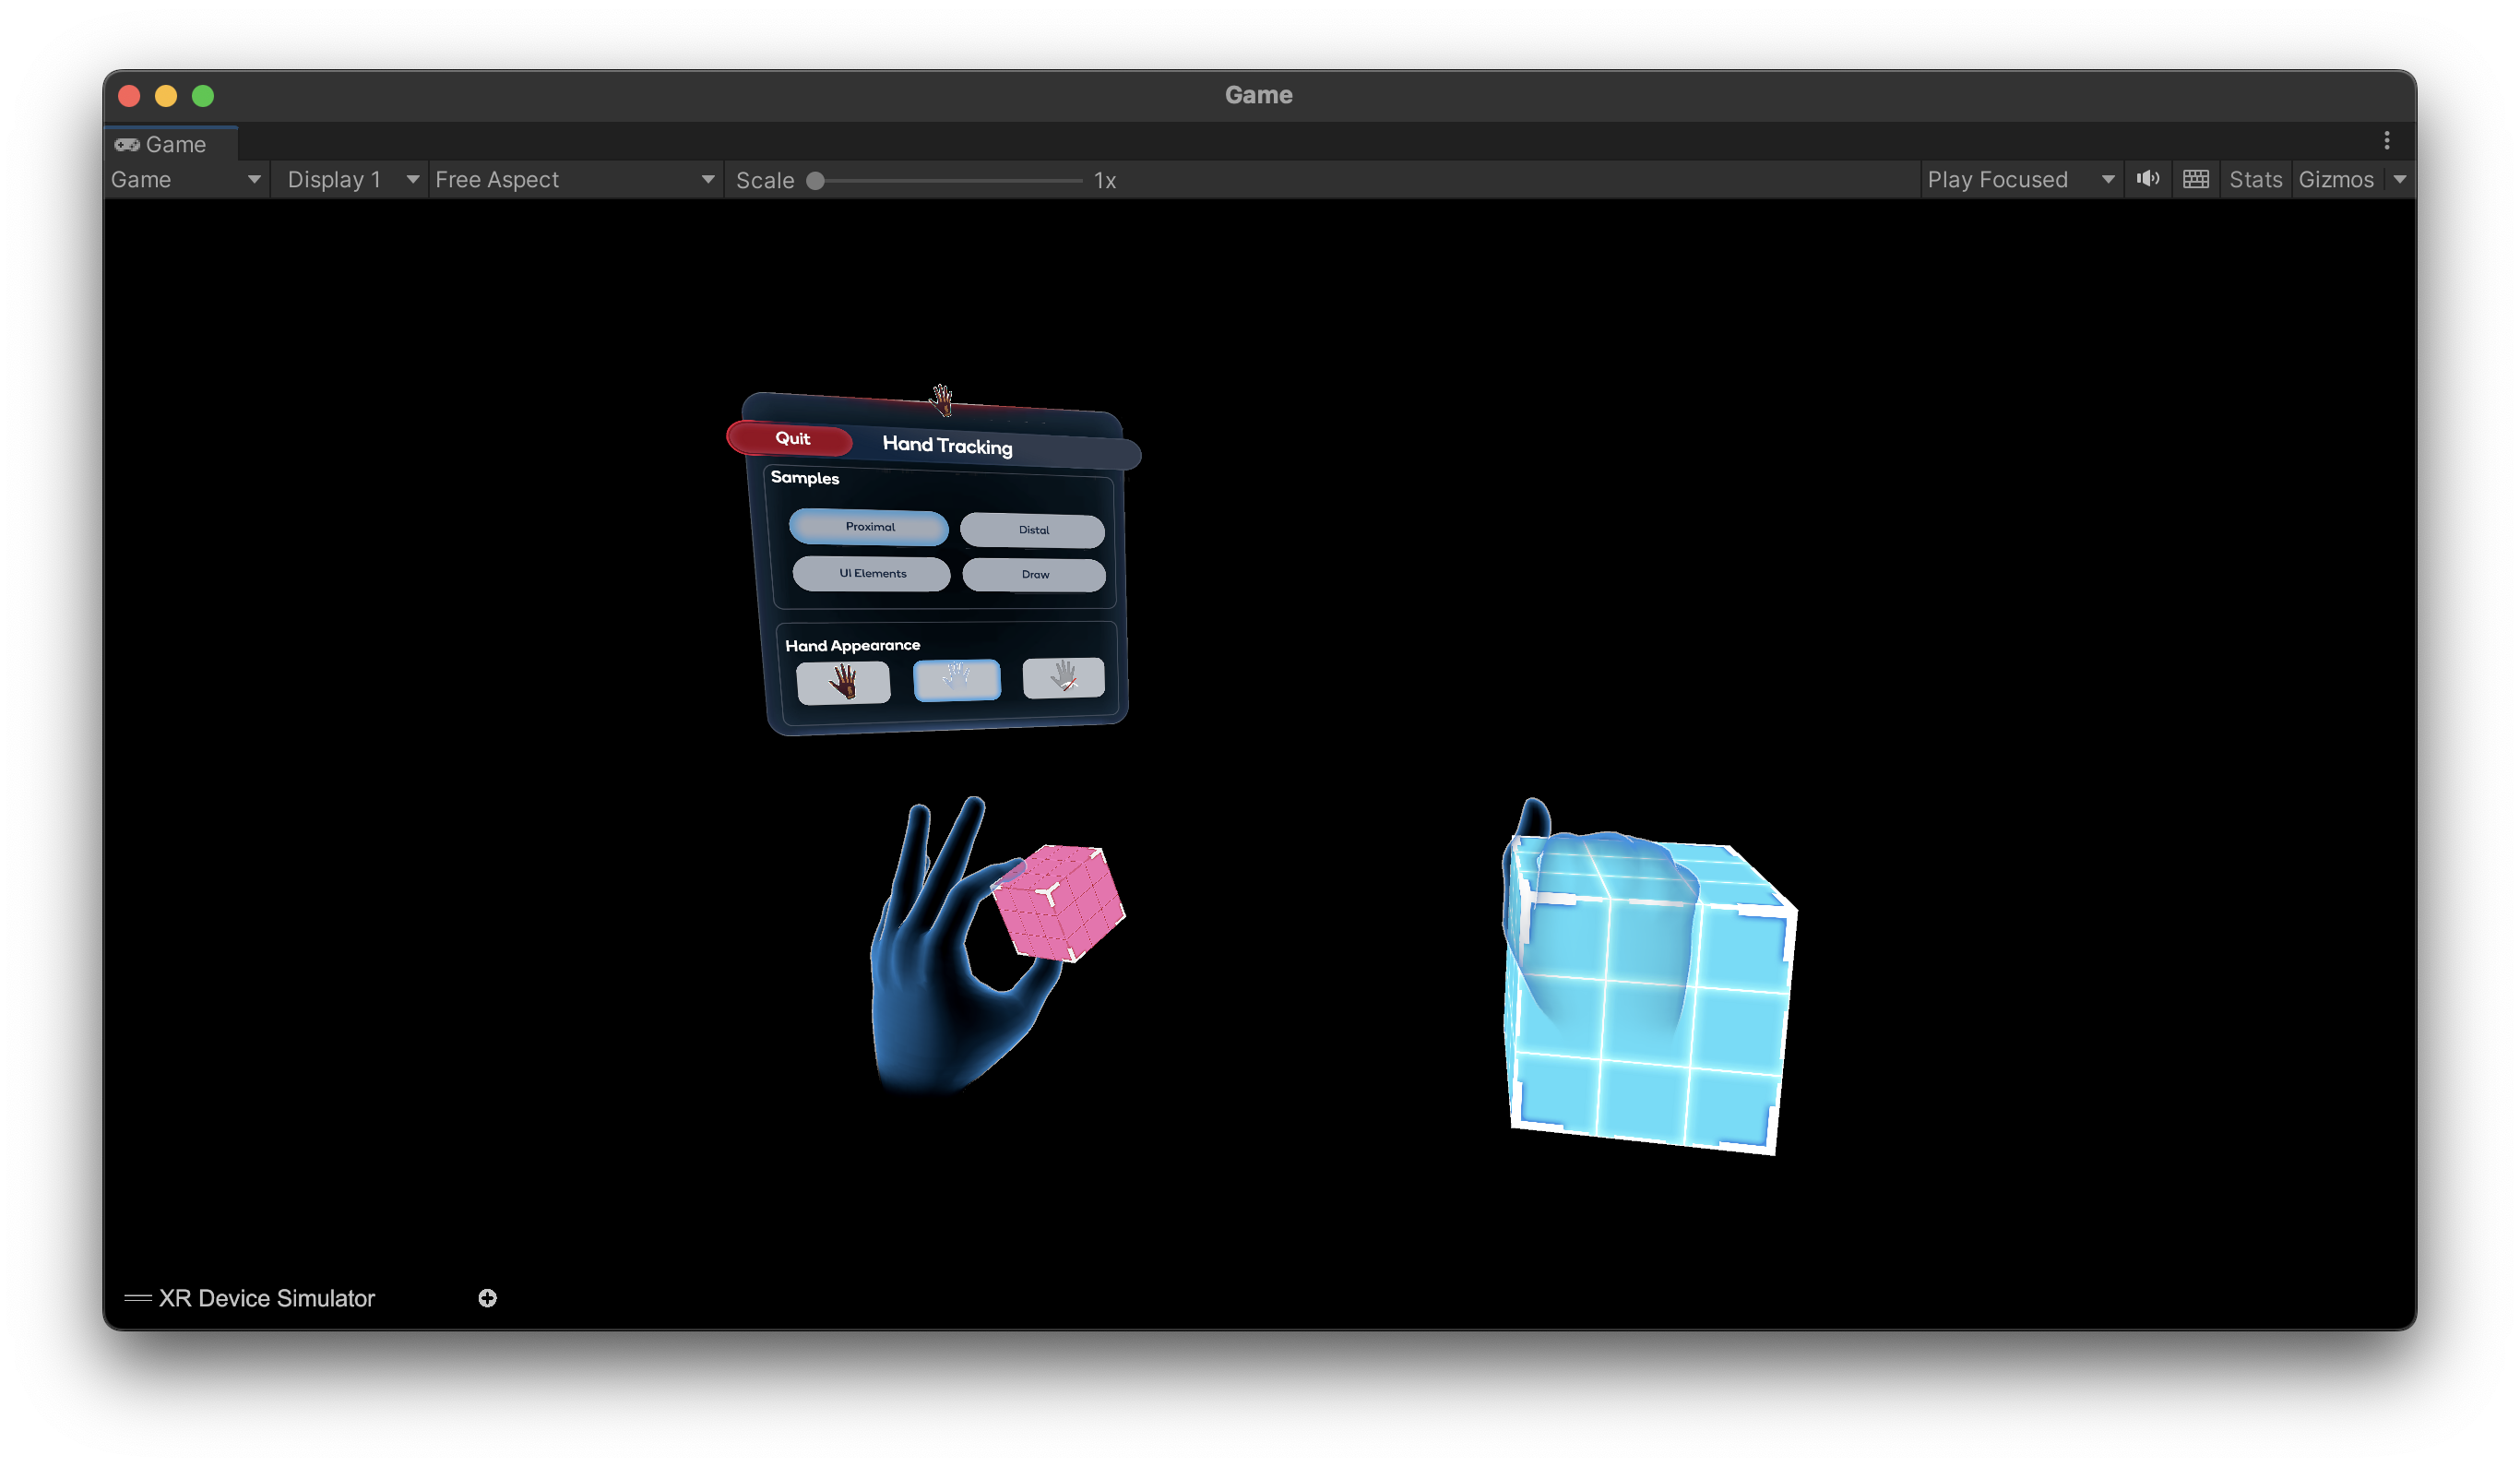 Game
Game
Game Display 1 Free Aspect Scale 1x Play Focused Stats Gizmos
Quit Hand Tracking
Samples
Proximal Distal
UI Elements Draw
Hand Appearance
XR Device Simulator